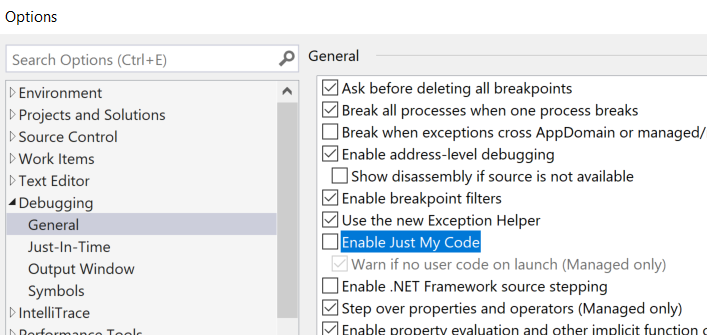 Options
Search Options (Ctrl+E)
Environment
Projects and Solutions
Source Control
Work Items
Text Editor
Debugging
General
Just-In-Time
Output Window
Symbols
IntelliTrace
Performance Tools
General
Ask before deleting all breakpoints
Break all processes when one process breaks
Break when exceptions cross AppDomain or managed/
Enable address-level debugging
Show disassembly if source is not available
Enable breakpoint filters
Use the new Exception Helper
Enable Just My Code
Warn if no user code on launch (Managed only)
Enable .NET Framework source stepping
Step over properties and operators (Managed only)
Enable property evaluation and other implicit function c